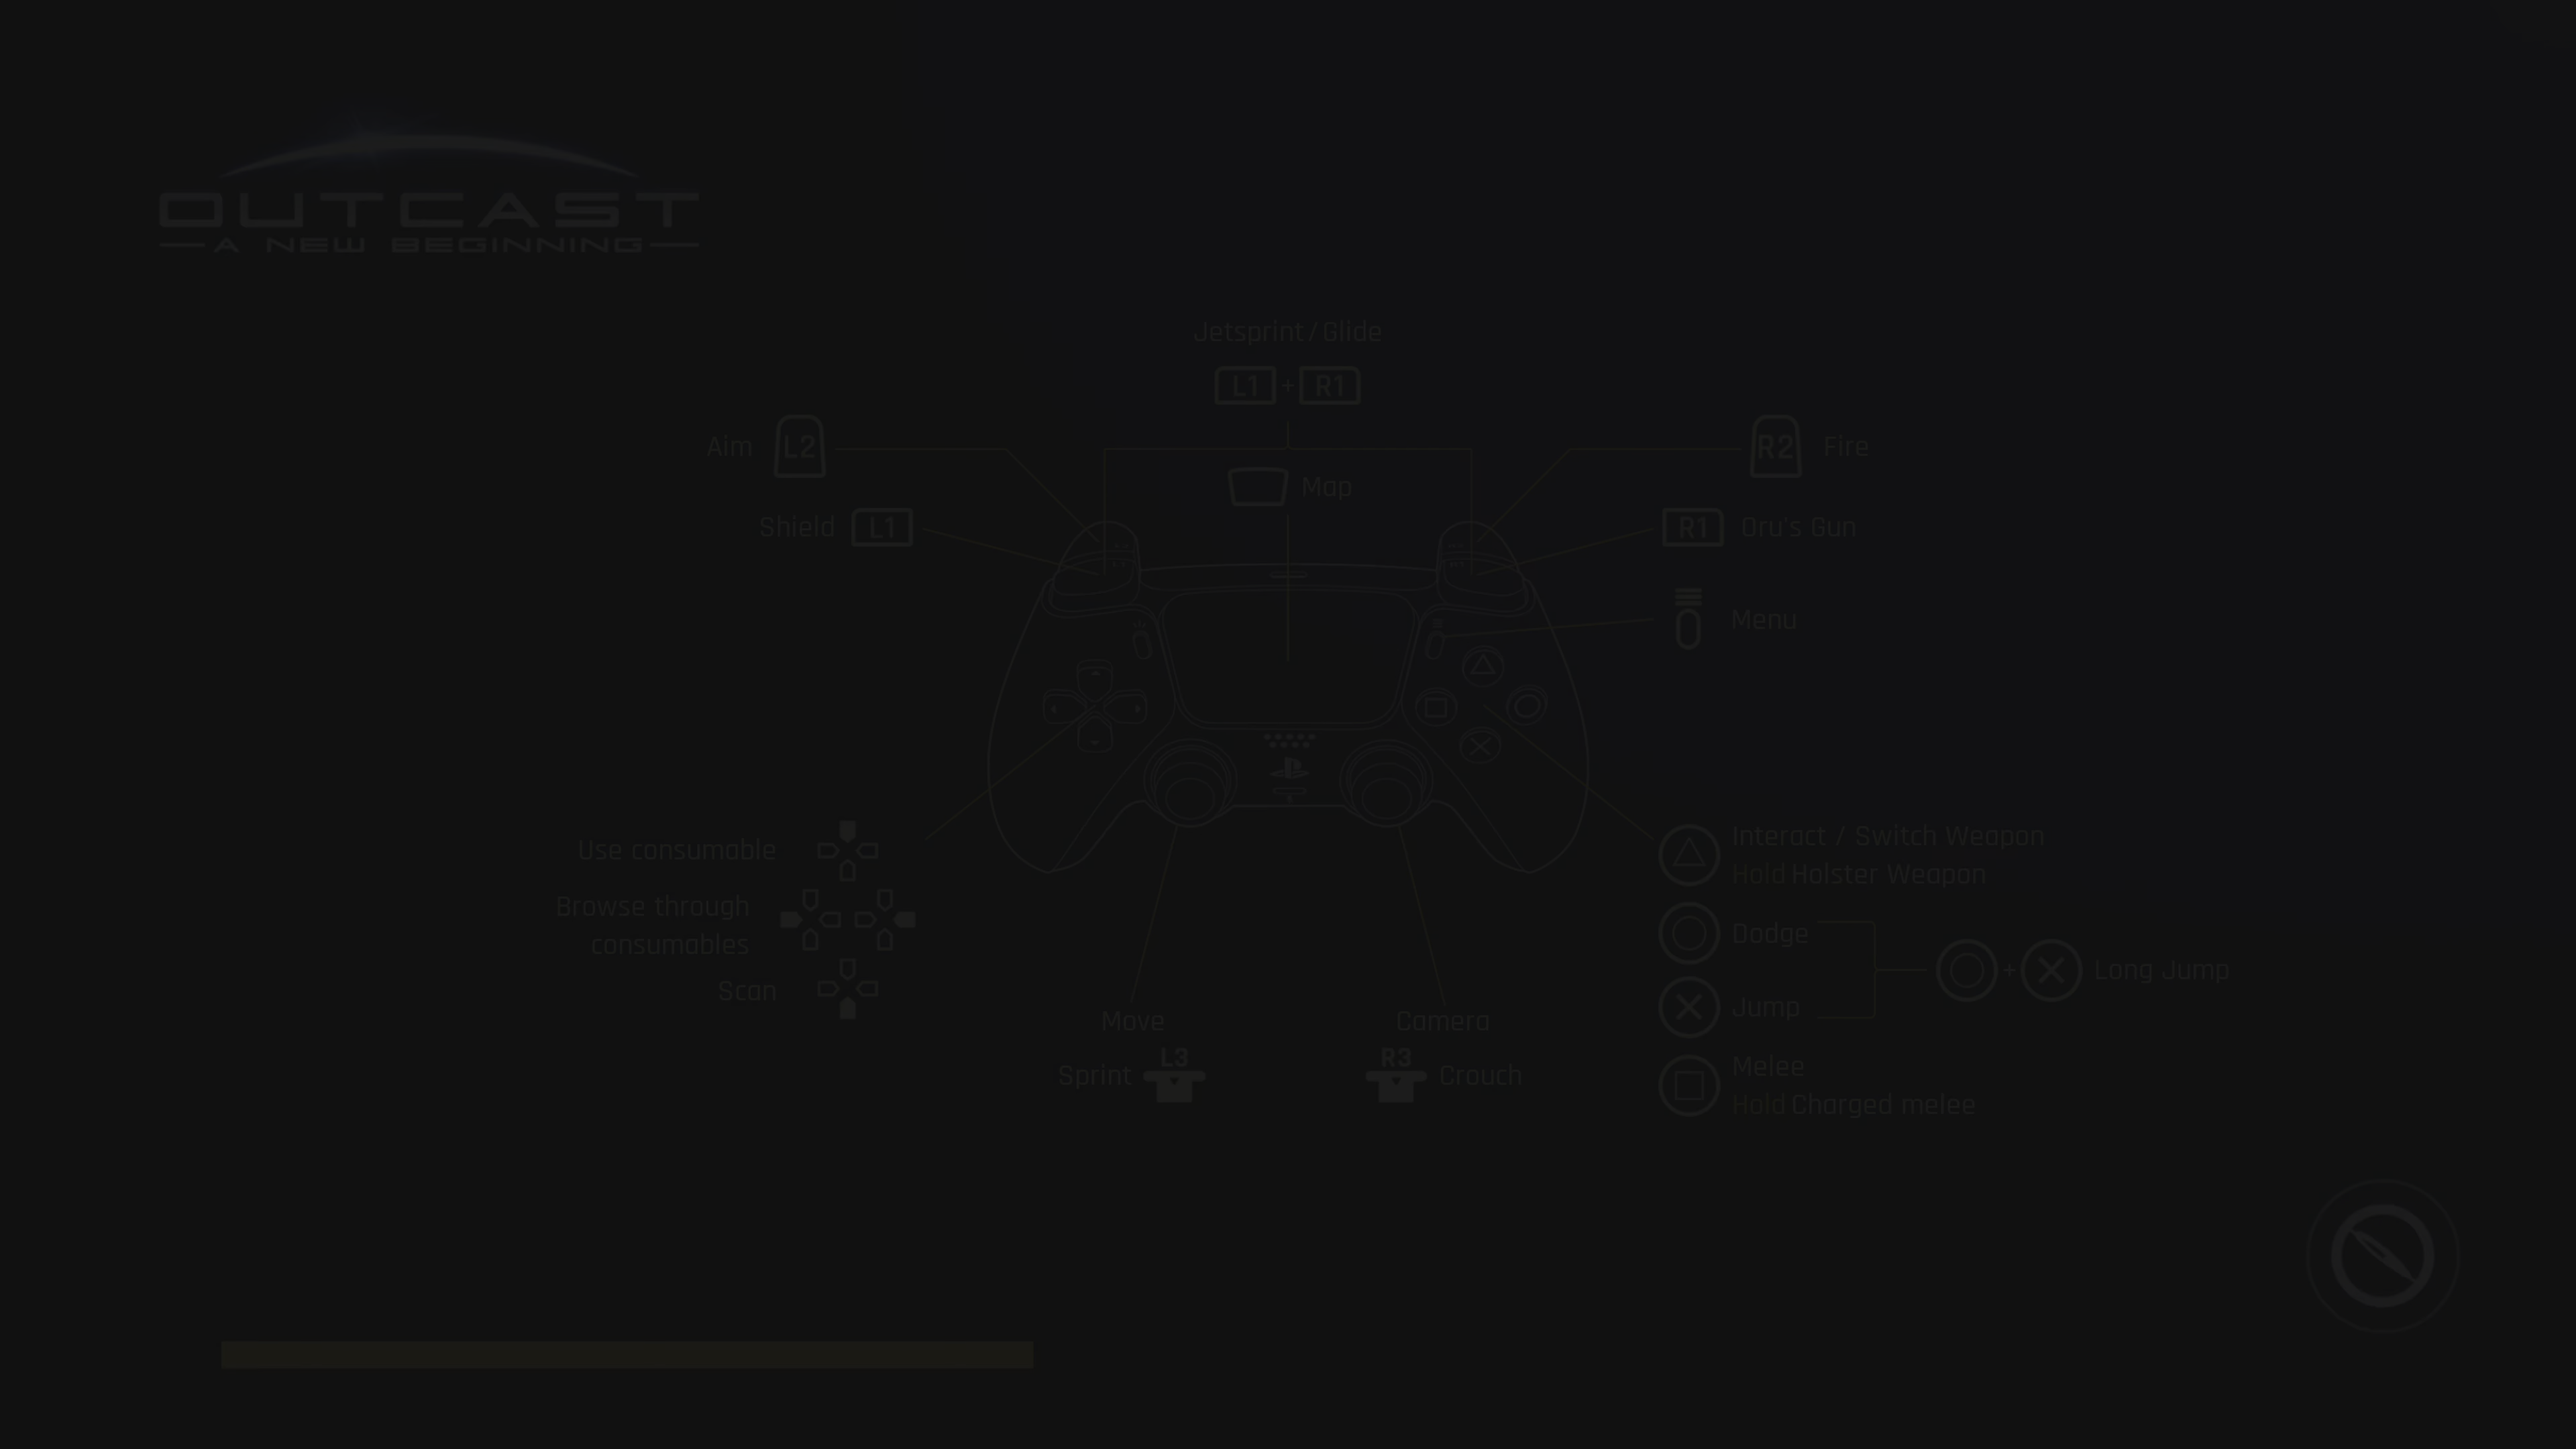 OUTCAST
A NEW BEGINNING
Jetsprint / Glide
L1 + R1
Aim L2
R2 Fire
Map
Shield L1
R1 Oru's Gun
Menu
Use consumable
Browse through
consumables
Scan
Interact / Switch Weapon
Hold Holster Weapon
Dodge
+ Long Jump
Jump
Move
Sprint L3
Camera
R3 Crouch
Melee
Hold Charged melee